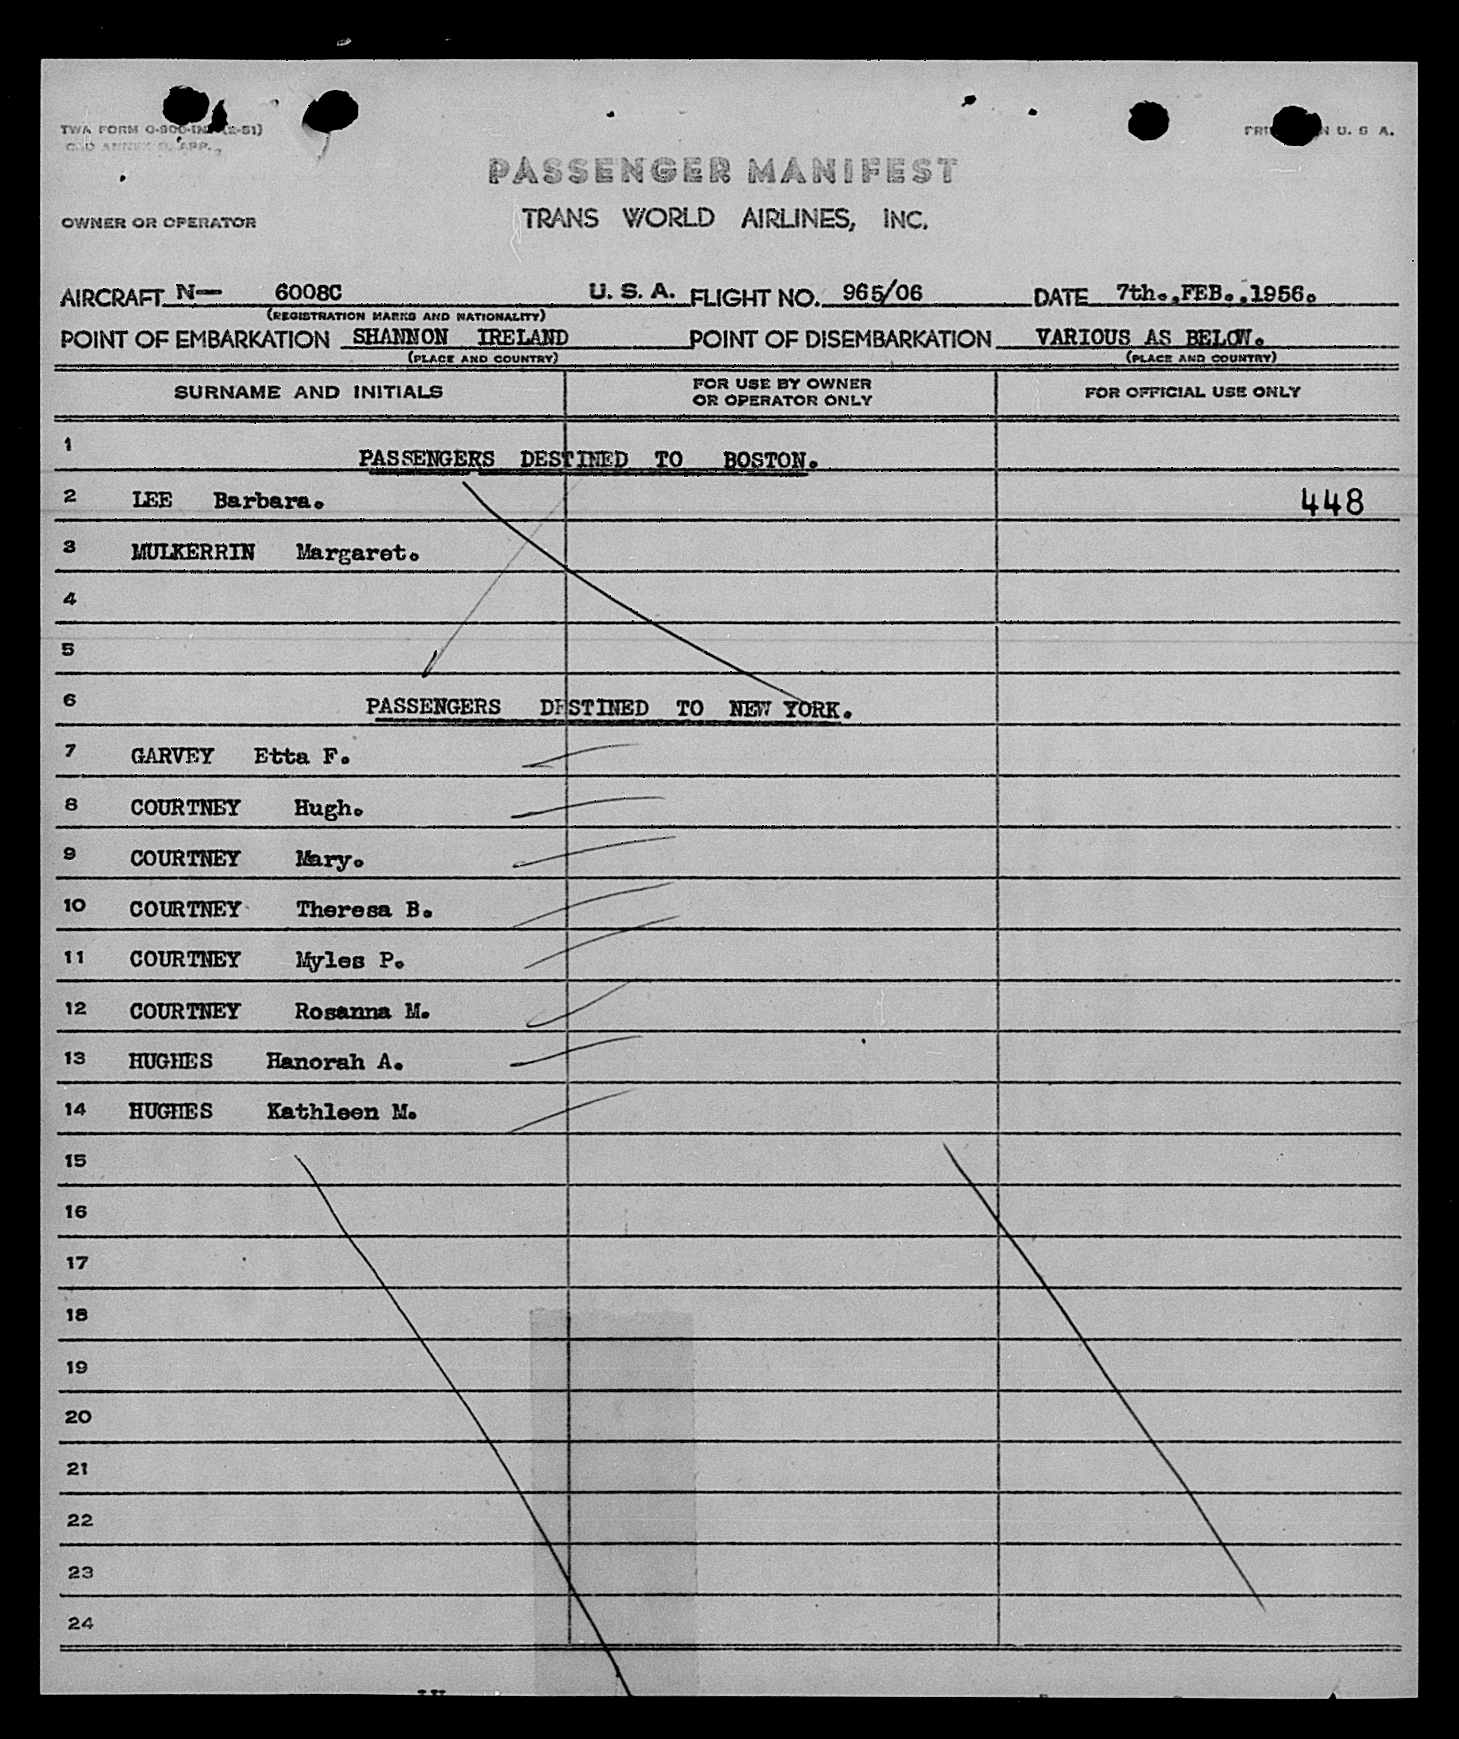 TWA FORM O-900-IN (2-51)
PASSENGER MANIFEST
OWNER OR OPERATOR TRANS WORLD AIRLINES, INC.
AIRCRAFT N— 6008C U. S. A. FLIGHT NO. 965/06 DATE 7th.,FEB.,1956.
(REGISTRATION MARKS AND NATIONALITY)
POINT OF EMBARKATION SHANNON IRELAND POINT OF DISEMBARKATION VARIOUS AS BELOW.
(PLACE AND COUNTRY) (PLACE AND COUNTRY)
SURNAME AND INITIALS FOR USE BY OWNER OR OPERATOR ONLY FOR OFFICIAL USE ONLY
1 PASSENGERS DESTINED TO BOSTON.
2 LEE Barbara. 448
3 MULKERRIN Margaret.
4
5
6 PASSENGERS DESTINED TO NEW YORK.
7 GARVEY Etta F.
8 COURTNEY Hugh.
9 COURTNEY Mary.
10 COURTNEY Theresa B.
11 COURTNEY Myles P.
12 COURTNEY Rosanna M.
13 HUGHES Hanorah A.
14 HUGHES Kathleen M.
15
16
17
18
19
20
21
22
23
24